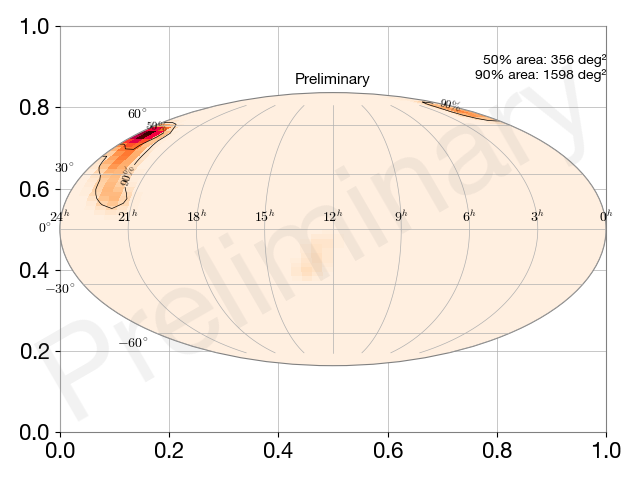 1.0
50% area: 356 deg²
90% area: 1598 deg²
Preliminary
0.8
90%
60°
50%
30°
90%
0.6
24h 21h 18h 15h 12h 9h 6h 3h 0h
0°
0.4
−30°
−60°
0.2
0.0
0.0 0.2 0.4 0.6 0.8 1.0
Preliminary